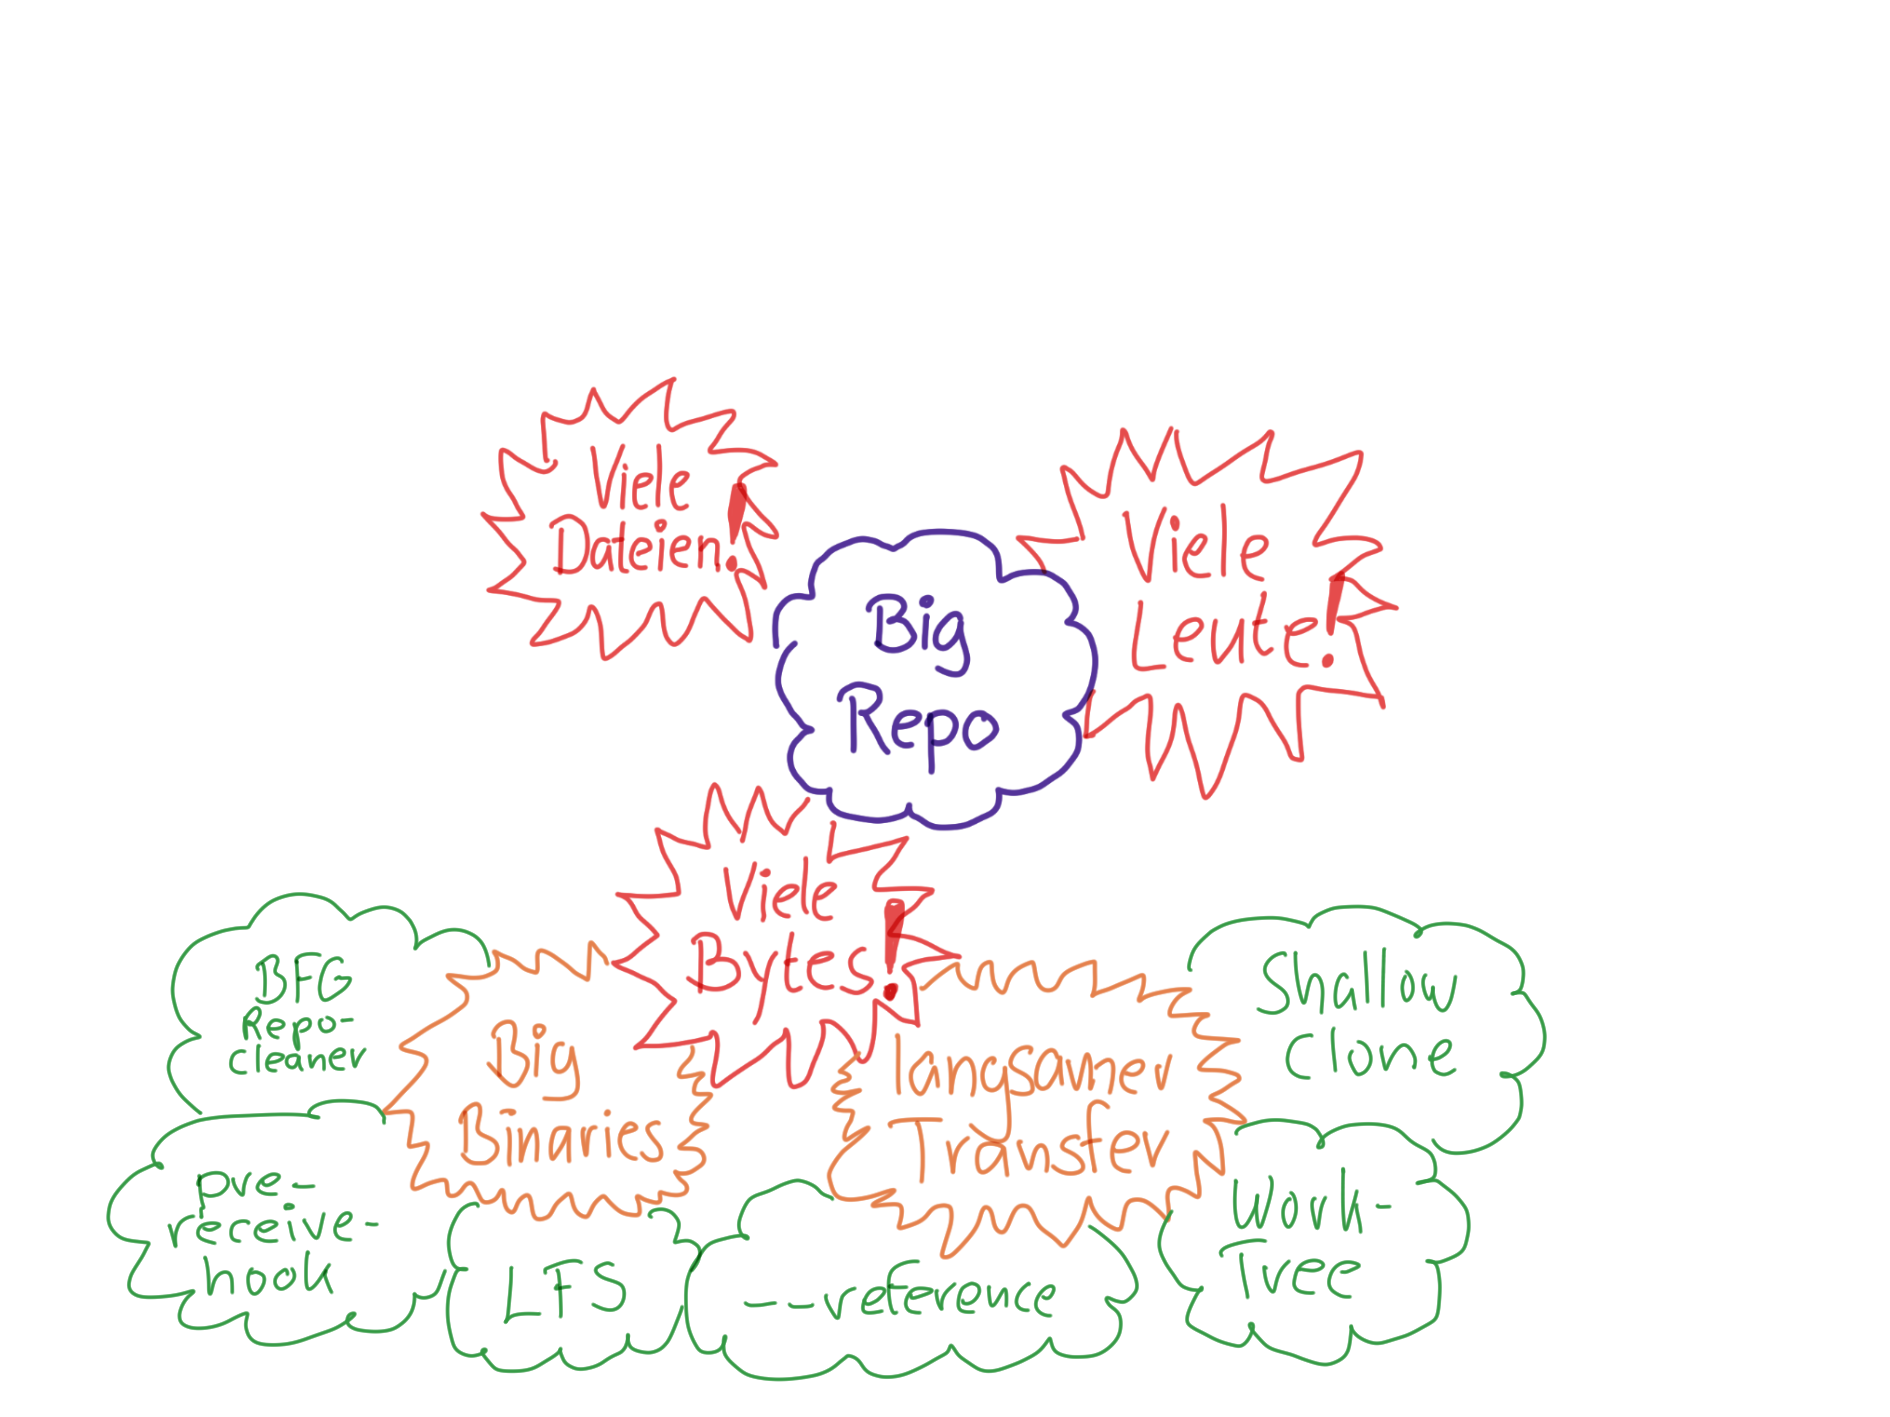 Viele
Dateien!
Viele
Leute!
Big
Repo
Viele
Bytes!
BFG
Repo-
cleaner
Big
Binaries
langsamer
Transfer
Shallow
clone
pre-
receive-
hook
LFS
--reference
Work-
Tree